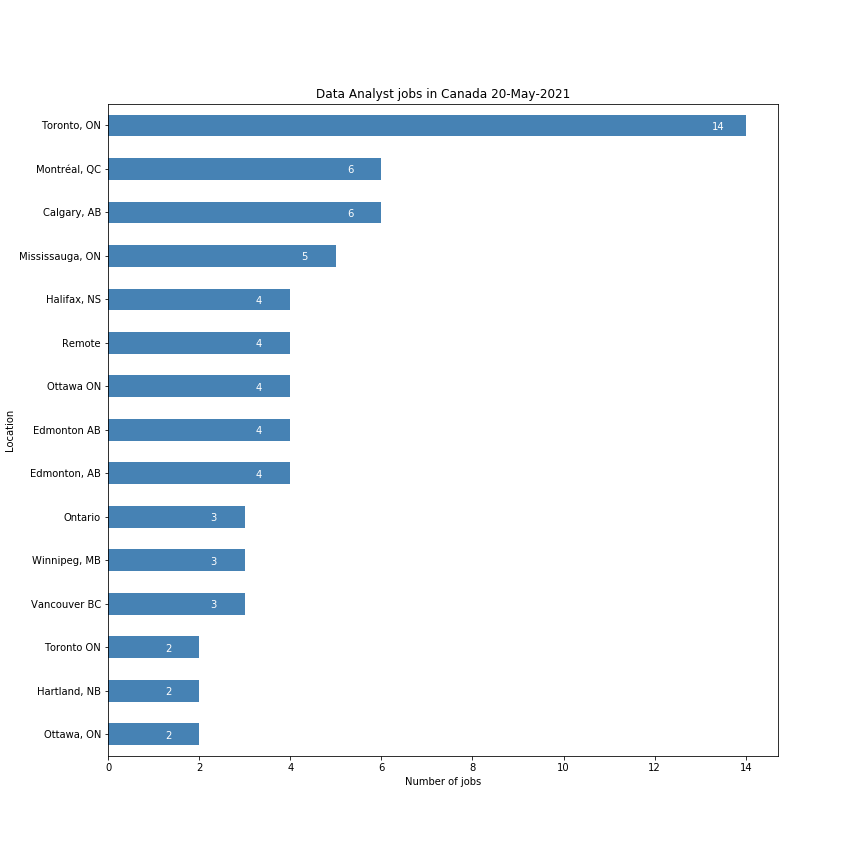 Data Analyst jobs in Canada 20-May-2021
Toronto, ON 14
Montréal, QC 6
Calgary, AB 6
Mississauga, ON 5
Halifax, NS 4
Remote 4
Ottawa ON 4
Edmonton AB 4
Edmonton, AB 4
Ontario 3
Winnipeg, MB 3
Vancouver BC 3
Toronto ON 2
Hartland, NB 2
Ottawa, ON 2
Location
0 2 4 6 8 10 12 14
Number of jobs